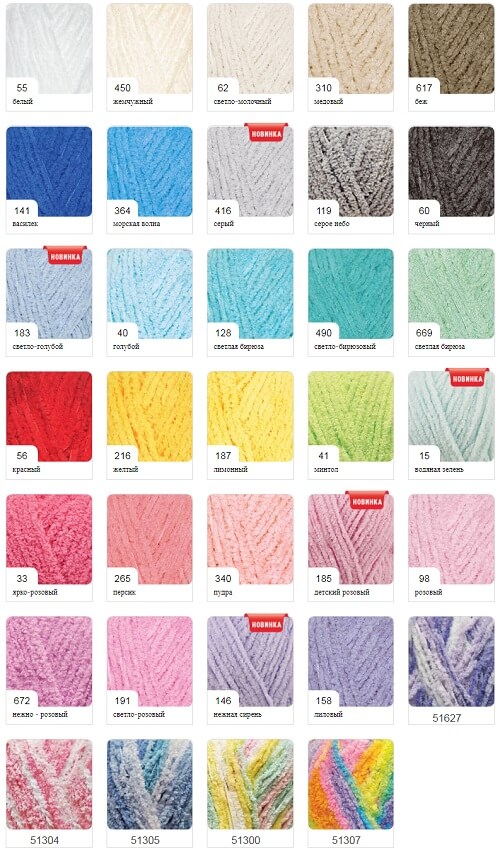 55
белый
450
жемчужный
62
светло-молочный
310
медовый
617
беж
141
василек
364
морская волна
НОВИНКА
416
серый
119
серое небо
60
черный
НОВИНКА
183
светло-голубой
40
голубой
128
светлая бирюза
490
светло-бирюзовый
669
светлая бирюза
56
красный
216
желтый
187
лимонный
41
минтол
НОВИНКА
15
водяная зелень
33
ярко-розовый
265
персик
340
пудра
НОВИНКА
185
детский розовый
98
розовый
672
нежно - розовый
191
светло-розовый
НОВИНКА
146
нежная сирень
158
лиловый
51627
51304
51305
51300
51307